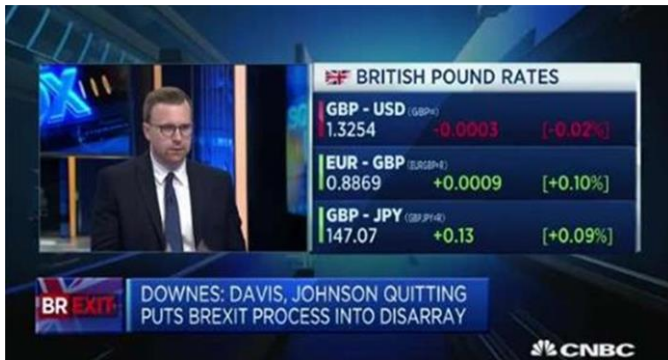 OX
BRITISH POUND RATES
GBP - USD (GBP=)
1.3254 -0.0003 [-0.02%]
EUR - GBP (EURGBP=R)
0.8869 +0.0009 [+0.10%]
GBP - JPY (GBPJPY=R)
147.07 +0.13 [+0.09%]
BREXIT
DOWNES: DAVIS, JOHNSON QUITTING
PUTS BREXIT PROCESS INTO DISARRAY
CNBC